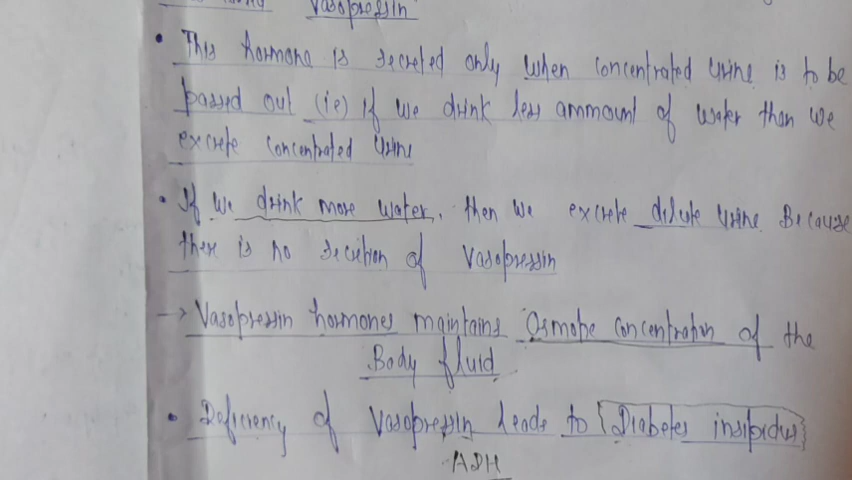 Vasopressin
• This hormone is secreted only when concentrated urine is to be
passed out (ie) if we drink less ammount of water than we
excrete concentrated urine
• If we drink more water, then we excrete dilute urine Because
there is no secretion of Vasopressin
→ Vasopressin hormones maintains Osmotic concentration of the
Body fluid
• Deficiency of Vasopressin leads to {Diabetes insipidus}
ADH